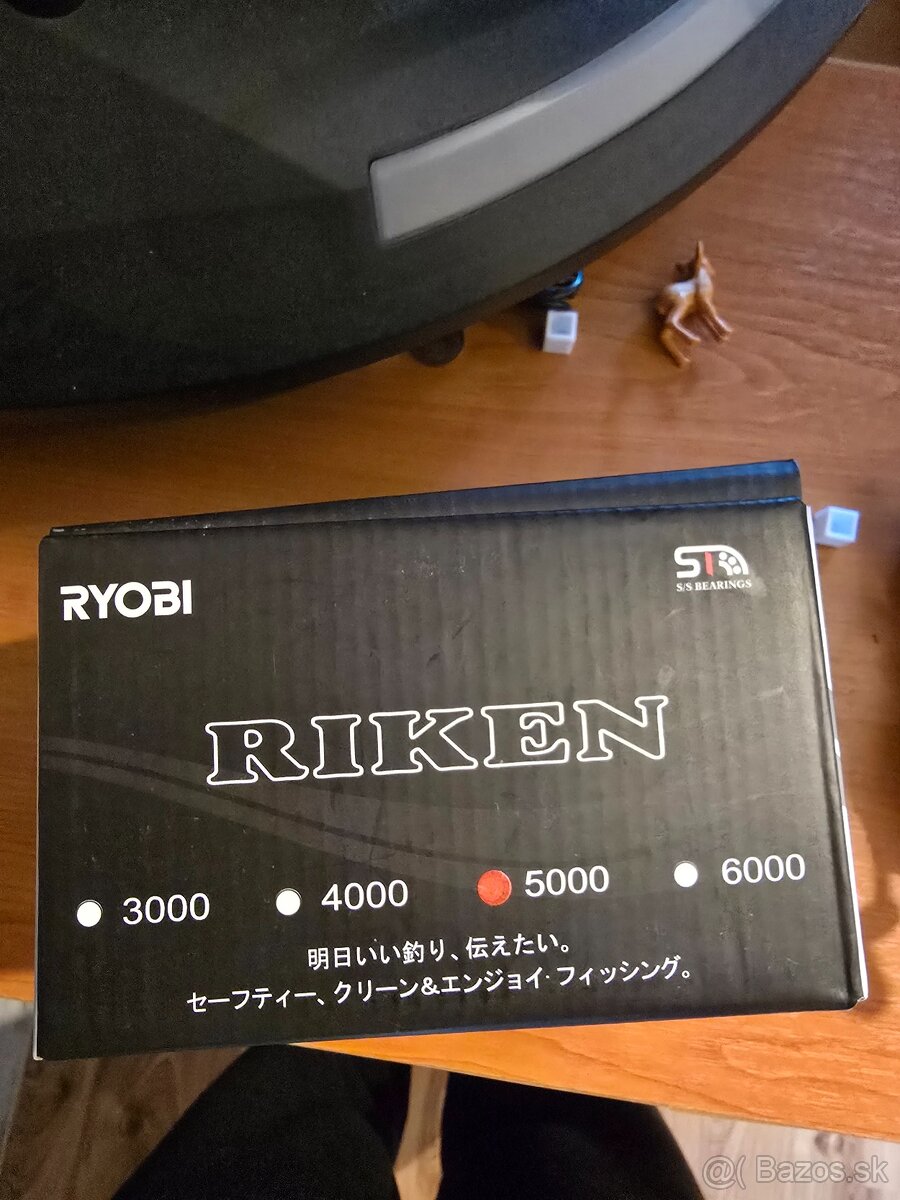 RYOBI
S/S BEARINGS
RIKEN
3000 4000 5000 6000
明日いい釣り、伝えたい。
セーフティー、クリーン&エンジョイ·フィッシング。
@( Bazos.sk